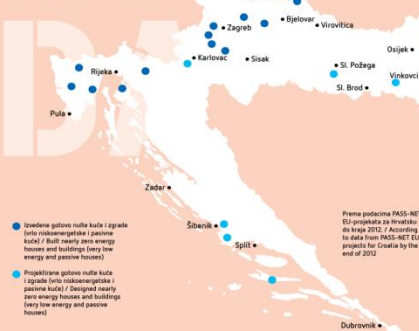 DA
Zagreb
Bjelovar
Virovitica
Osijek
Rijeka
Karlovac
Sisak
Sl. Požega
Vinkovci
Sl. Brod
Pula
Zadar
Šibenik
Split
Dubrovnik
Izvedene gotovo nulte kuće i zgrade
(vrlo niskoenergetske i pasivne
kuće) / Built nearly zero energy
houses and buildings (very low
energy and passive houses)
Projektirane gotovo nulte kuće
i zgrade (vrlo niskoenergetske i
pasivne kuće) / Designed nearly
zero energy houses and buildings
(very low energy and passive
houses)
Prema podacima PASS-NET
EU-projekata za Hrvatsku
do kraja 2012. / According
to data from PASS-NET EU
projects for Croatia by the
end of 2012